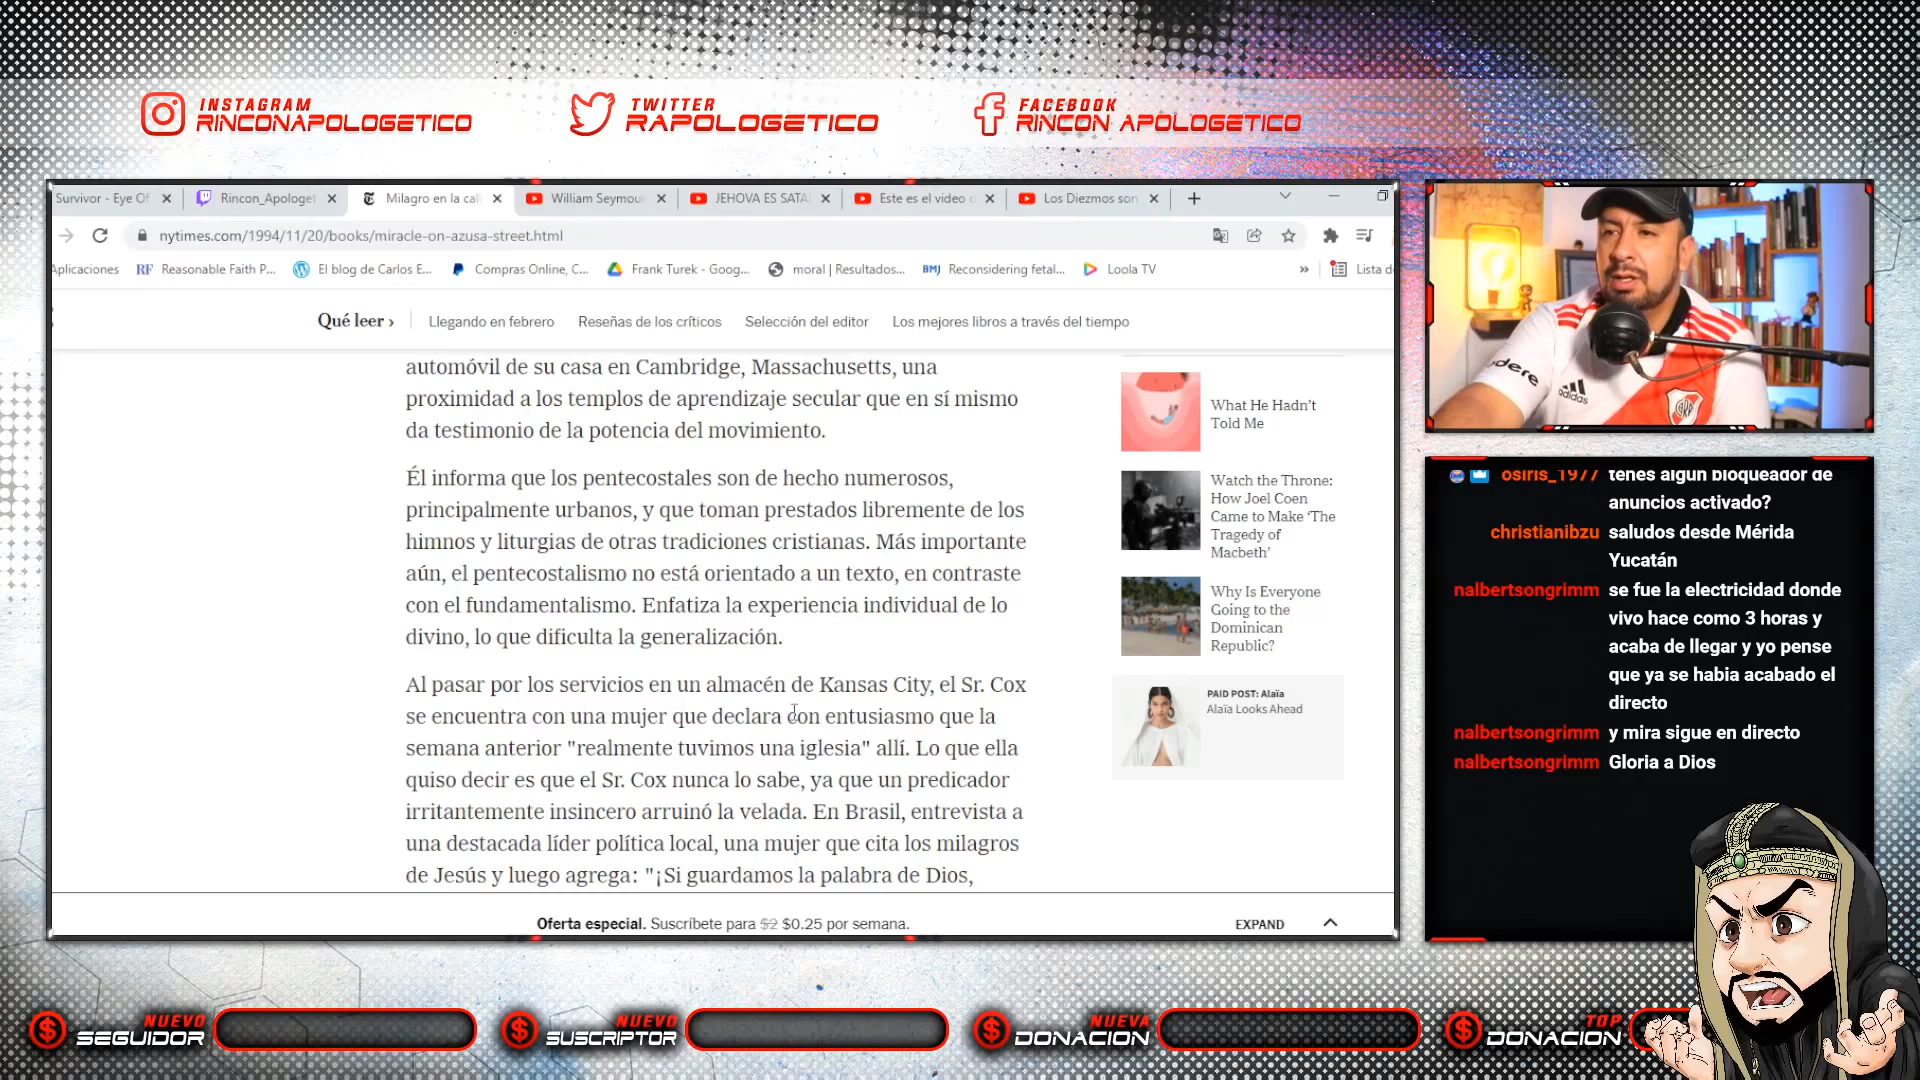 INSTAGRAM
RINCONAPOLOGETICO
TWITTER
RAPOLOGETICO
FACEBOOK
RINCON APOLOGETICO
Survivor - Eye Of
Rincon_Apologet
Milagro en la call
William Seymour
JEHOVA ES SATA
Este es el video d
Los Diezmos son
nytimes.com/1994/11/20/books/miracle-on-azusa-street.html
Aplicaciones
RF Reasonable Faith P...
El blog de Carlos E...
Compras Online, C...
Frank Turek - Goog...
moral | Resultados...
BMJ Reconsidering fetal...
Loola TV
»
Lista d
Qué leer ›
Llegando en febrero
Reseñas de los críticos
Selección del editor
Los mejores libros a través del tiempo
automóvil de su casa en Cambridge, Massachusetts, una
proximidad a los templos de aprendizaje secular que en sí mismo
da testimonio de la potencia del movimiento.
Él informa que los pentecostales son de hecho numerosos,
principalmente urbanos, y que toman prestados libremente de los
himnos y liturgias de otras tradiciones cristianas. Más importante
aún, el pentecostalismo no está orientado a un texto, en contraste
con el fundamentalismo. Enfatiza la experiencia individual de lo
divino, lo que dificulta la generalización.
Al pasar por los servicios en un almacén de Kansas City, el Sr. Cox
se encuentra con una mujer que declara con entusiasmo que la
semana anterior "realmente tuvimos una iglesia" allí. Lo que ella
quiso decir es que el Sr. Cox nunca lo sabe, ya que un predicador
irritantemente insincero arruinó la velada. En Brasil, entrevista a
una destacada líder política local, una mujer que cita los milagros
de Jesús y luego agrega: "¡Si guardamos la palabra de Dios,
What He Hadn't
Told Me
Watch the Throne:
How Joel Coen
Came to Make 'The
Tragedy of
Macbeth'
Why Is Everyone
Going to the
Dominican
Republic?
PAID POST: Alaïa
Alaïa Looks Ahead
Oferta especial. Suscríbete para $2 $0.25 por semana.
EXPAND
adidas
CARP
osiris_1977 tenes algun bloqueador de
anuncios activado?
christianibzu saludos desde Mérida
Yucatán
nalbertsongrimm se fue la electricidad donde
vivo hace como 3 horas y
acaba de llegar y yo pense
que ya se habia acabado el
directo
nalbertsongrimm y mira sigue en directo
nalbertsongrimm Gloria a Dios
NUEVO
SEGUIDOR
NUEVO
SUSCRIPTOR
NUEVA
DONACION
TOP
DONACION